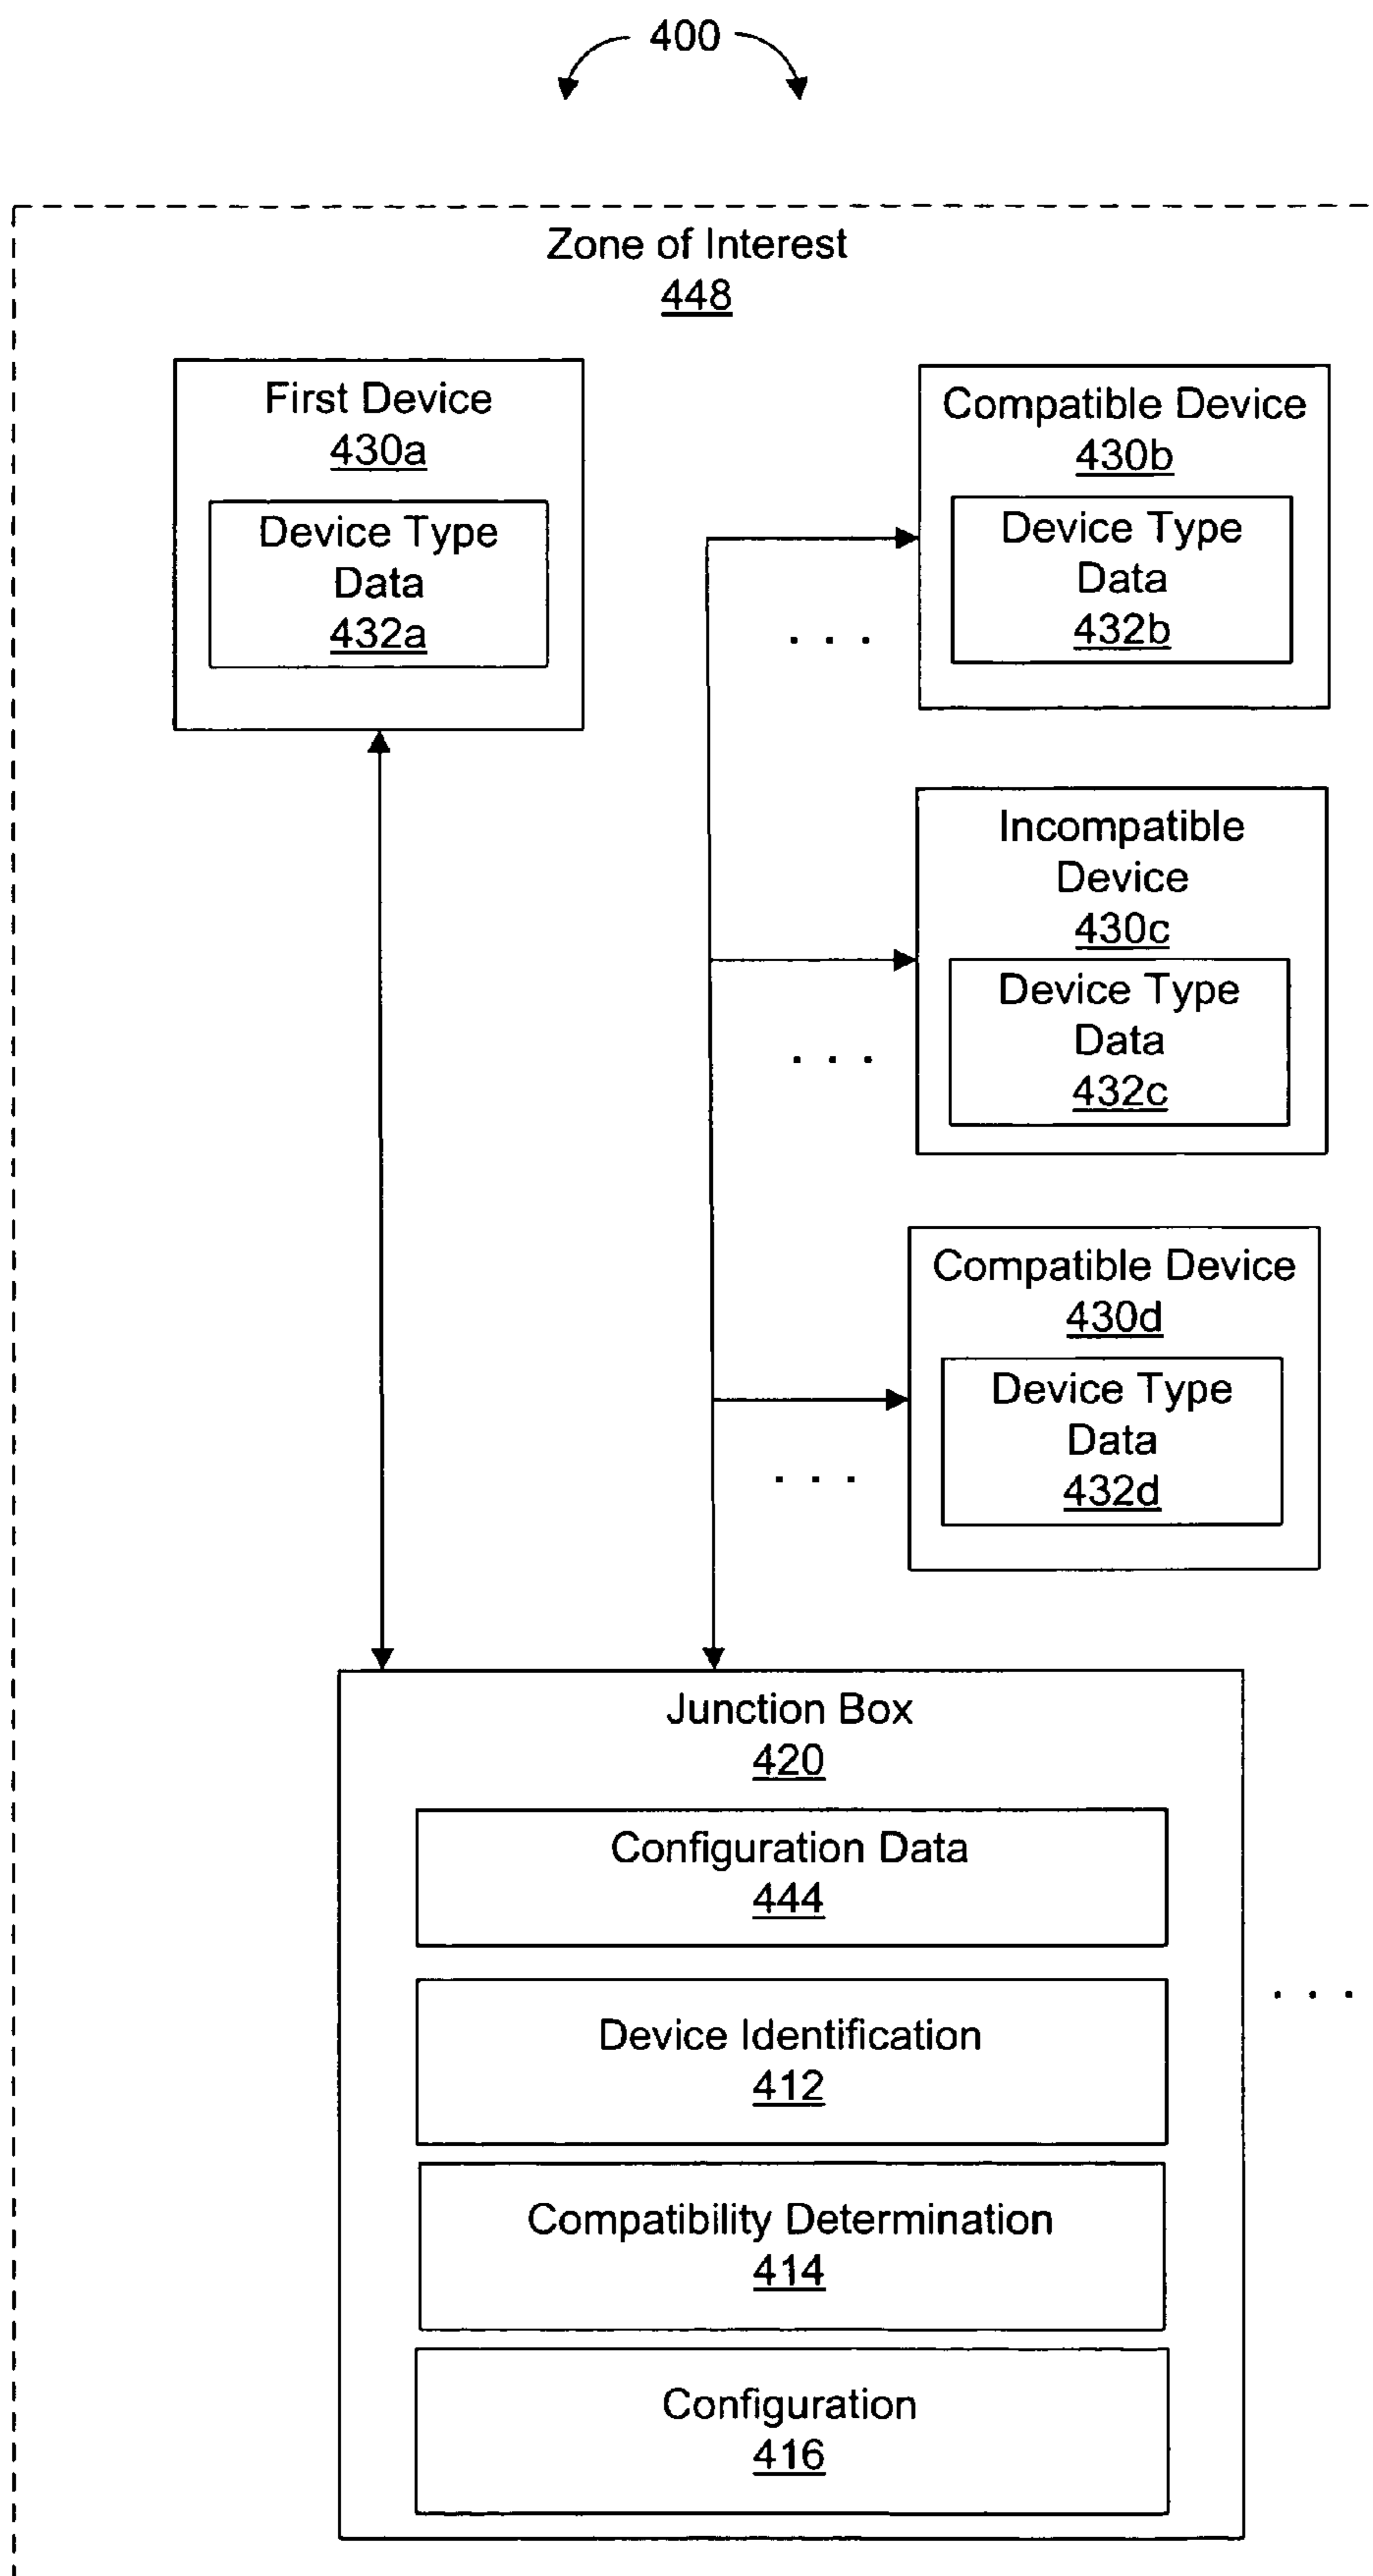 400
Zone of Interest
448
First Device
430a
Device Type
Data
432a
Compatible Device
430b
Device Type
Data
432b
. . .
Incompatible
Device
430c
Device Type
Data
432c
. . .
Compatible Device
430d
Device Type
Data
432d
. . .
Junction Box
420
Configuration Data
444
Device Identification
412
. . .
Compatibility Determination
414
Configuration
416